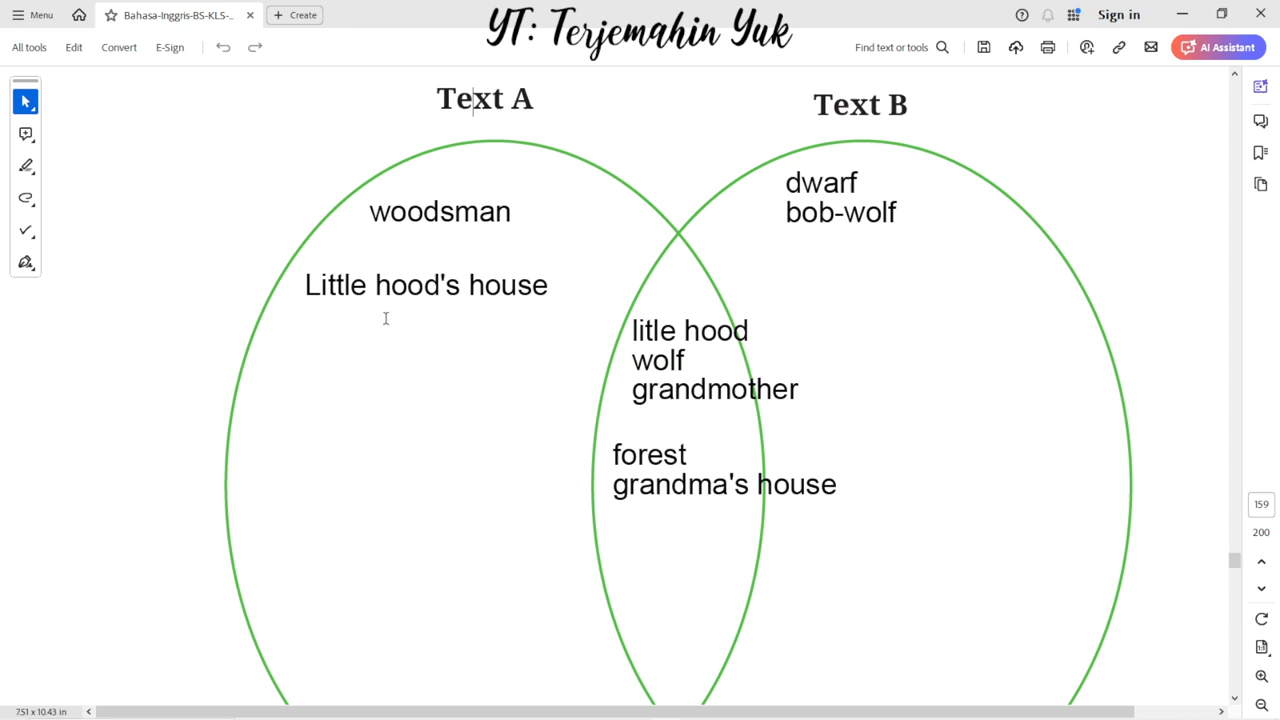 Menu
Bahasa-Inggris-BS-KLS-...
Create
YT: Terjemahin Yuk
Sign in
All tools
Edit
Convert
E-Sign
Find text or tools
AI Assistant
Text A
Text B
woodsman
Little hood's house
dwarf
bob-wolf
litle hood
wolf
grandmother
forest
grandma's house
159
200
7.51 x 10.43 in